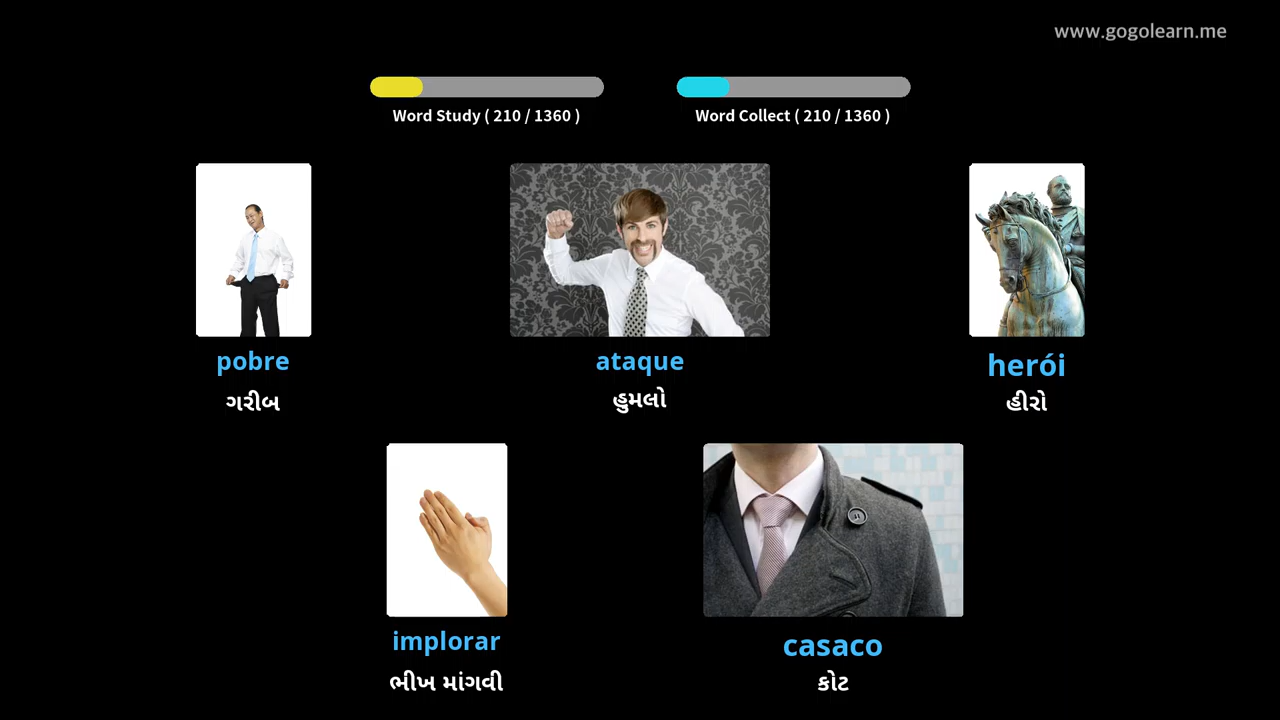 www.gogolearn.me
Word Study ( 210 / 1360 )
Word Collect ( 210 / 1360 )
pobre
ગરીબ
ataque
હુમલો
herói
હીરો
implorar
ભીખ માંગવી
casaco
કોટ